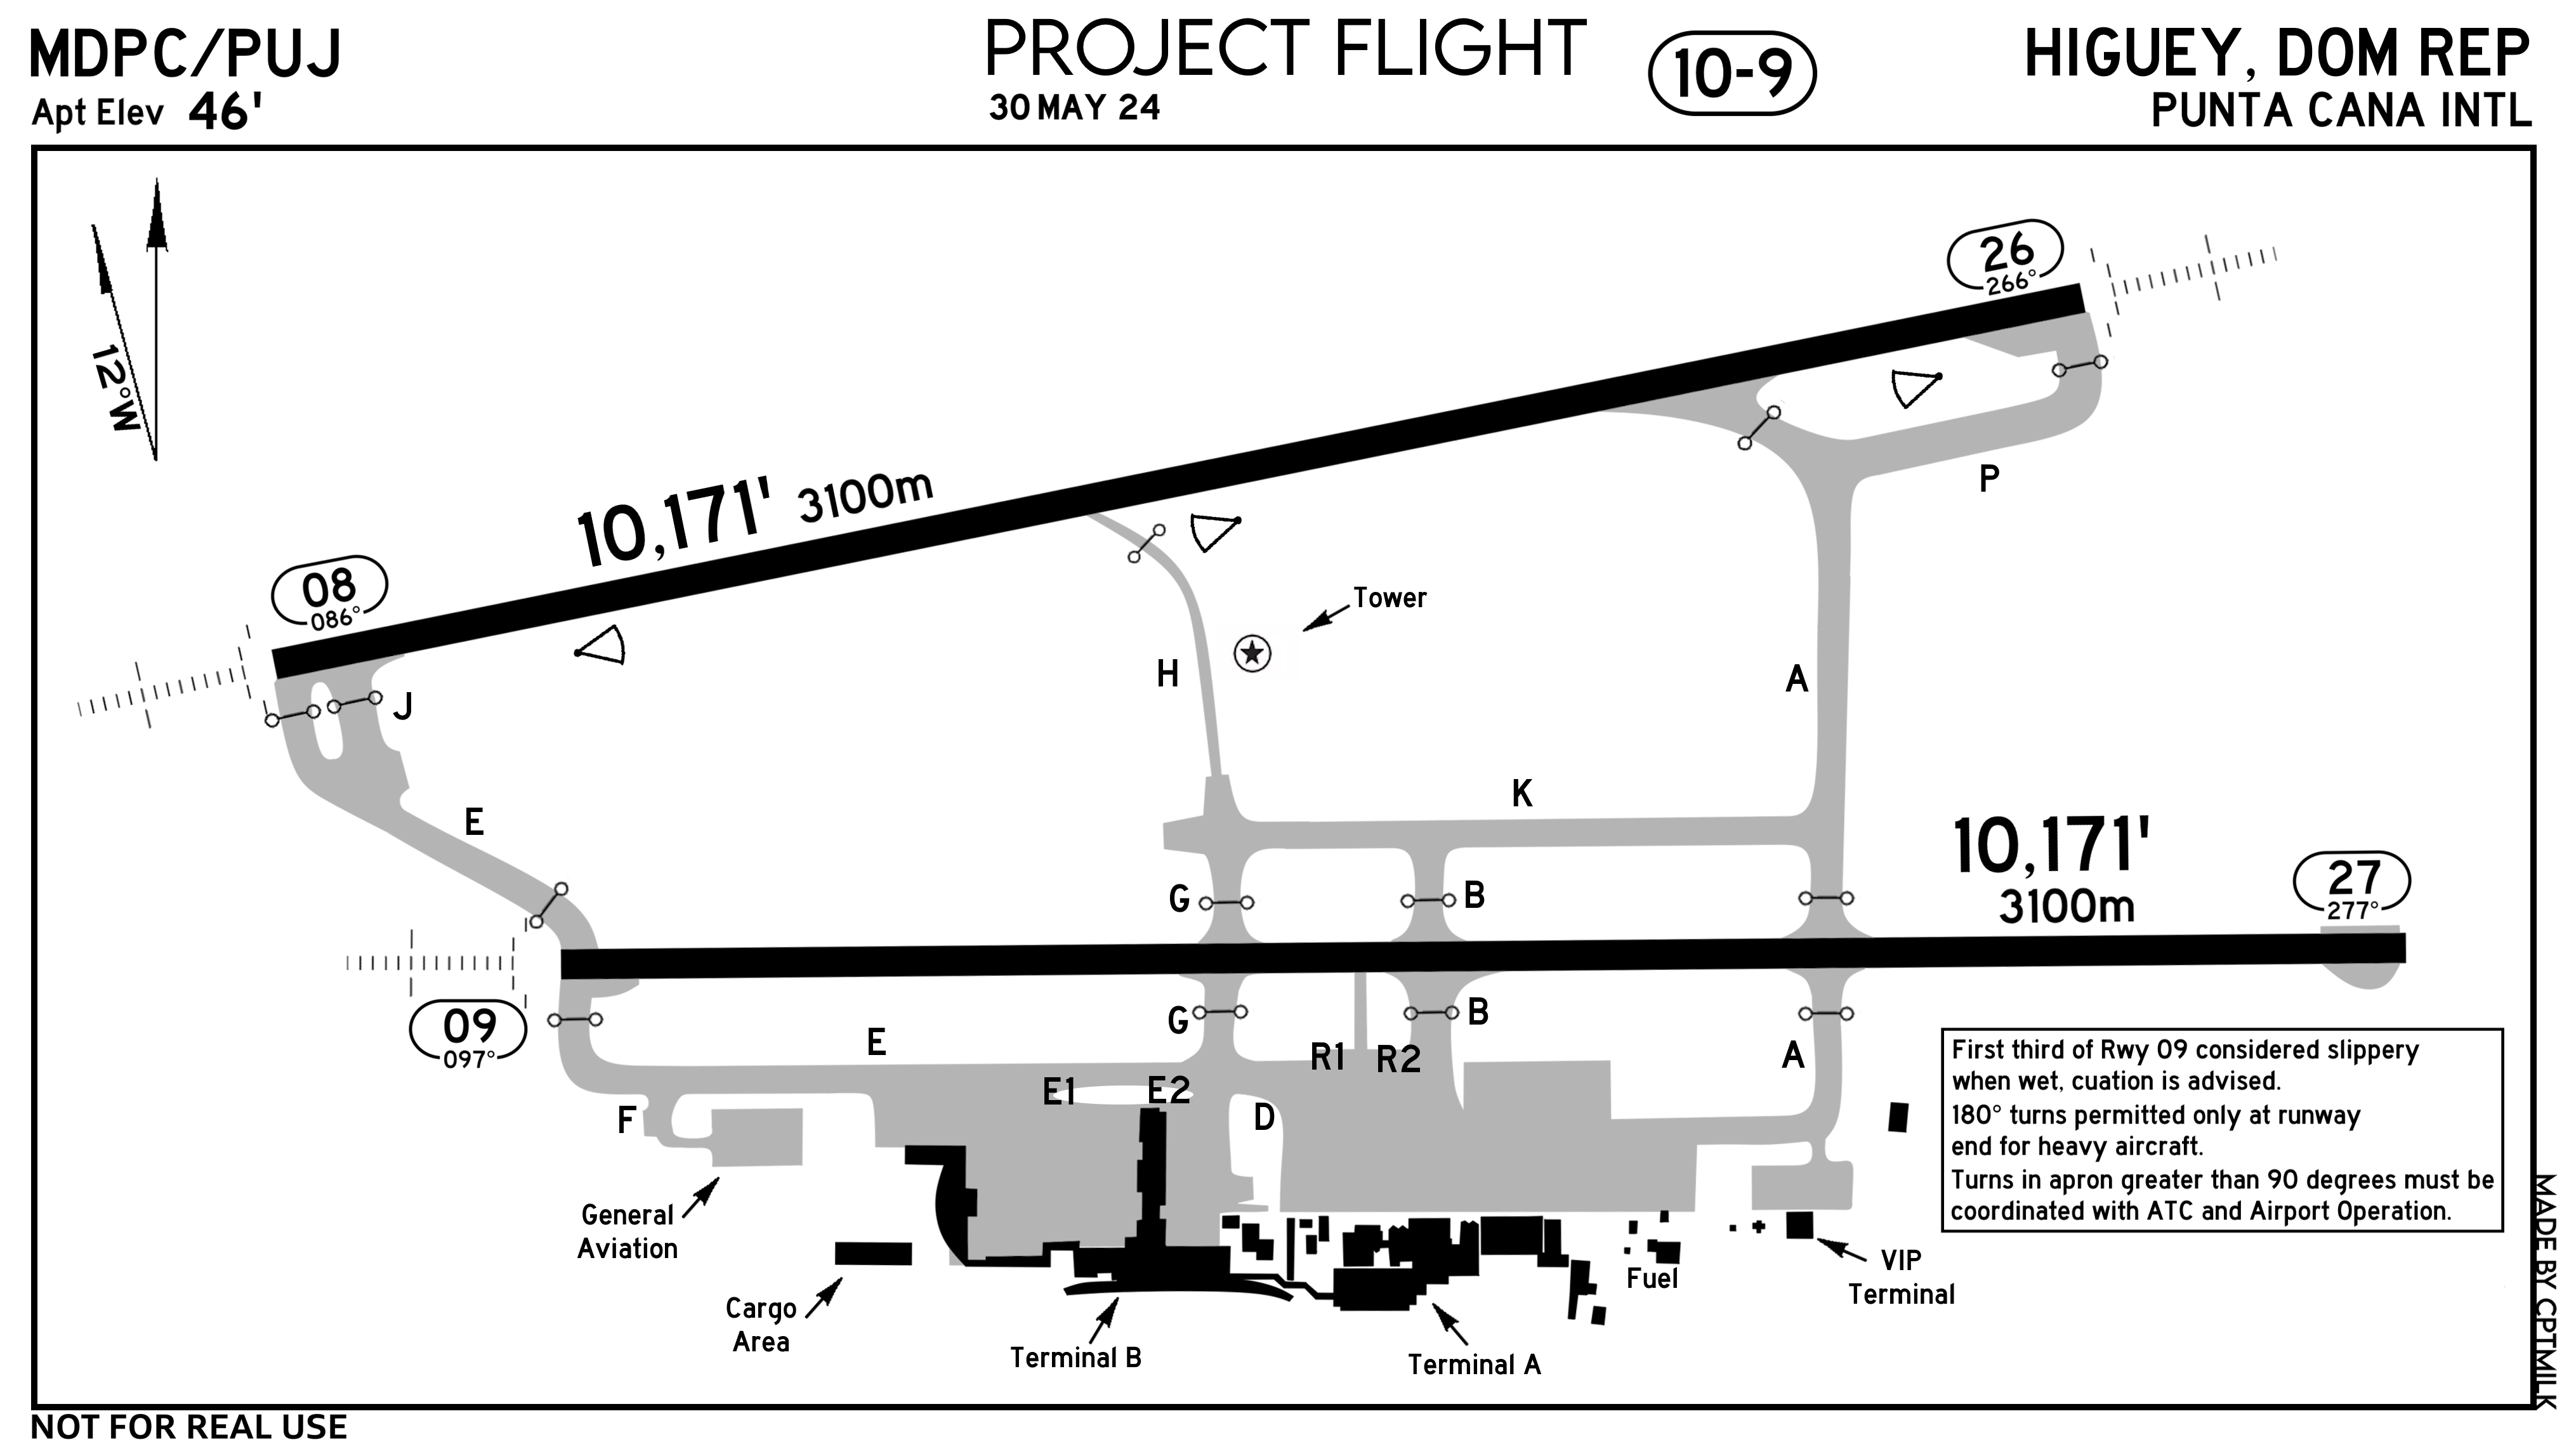 MDPC/PUJ
Apt Elev 46'
PROJECT FLIGHT
30 MAY 24
10-9
HIGUEY, DOM REP
PUNTA CANA INTL
12°W
26
266°
P
10,171' 3100m
08
086°
Tower
H
A
J
E
K
10,171'
3100m
27
277°
G
B
09
097°
G
B
E
R1
R2
A
E1
E2
F
D
First third of Rwy 09 considered slippery
when wet, cuation is advised.
180° turns permitted only at runway
end for heavy aircraft.
Turns in apron greater than 90 degrees must be
coordinated with ATC and Airport Operation.
General
Aviation
Cargo
Area
Terminal B
Terminal A
Fuel
VIP
Terminal
MADE BY CPTMILK
NOT FOR REAL USE